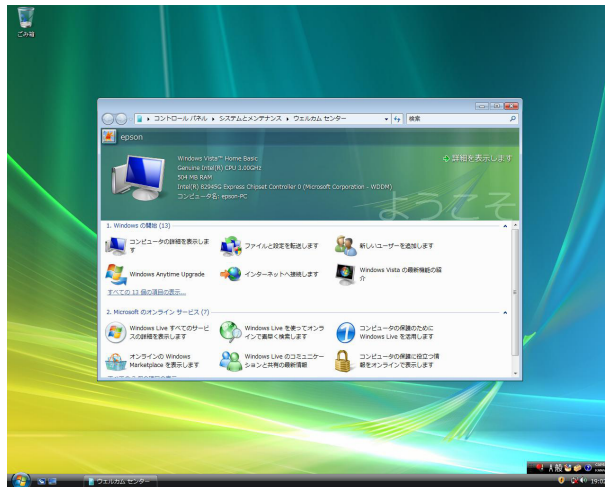 ごみ箱
コントロール パネル ▸ システムとメンテナンス ▸ ウェルカム センター
検索
epson
Windows Vista™ Home Basic
Genuine Intel(R) CPU 3.00GHz
504 MB RAM
Intel(R) 82945G Express Chipset Controller 0 (Microsoft Corporation - WDDM)
コンピュータ名: epson-PC
詳細を表示します
ようこそ
1. Windows の開始 (13)
コンピュータの詳細を表示しま
す
ファイルと設定を転送します
新しいユーザーを追加します
Windows Anytime Upgrade
インターネットへ接続します
Windows Vista の最新機能の紹
介
すべての 13 個の項目の表示...
2. Microsoft のオンライン サービス (7)
Windows Live すべてのサービ
スの詳細を表示します
Windows Live を使ってオンラ
インで素早く検索します
コンピュータの保護のために
Windows Live を活用します
オンラインの Windows
Marketplace を表示します
Windows Live のコミュニケー
ションと共有の最新情報
コンピュータの保護に役立つ情
報をオンラインで表示します
A 般
ウェルカム センター
19:02